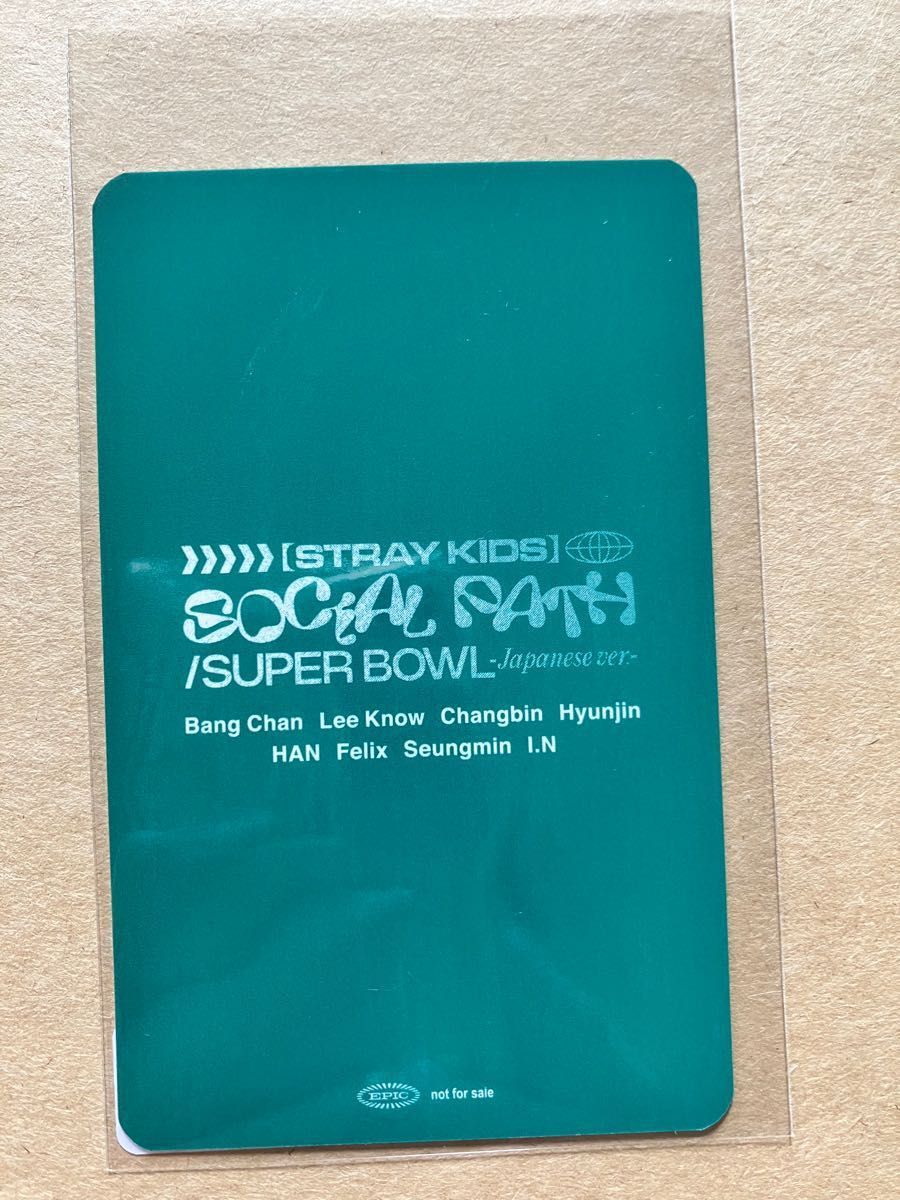 ❯❯❯❯❯【STRAY KIDS】
SOCIAL PATH
/SUPER BOWL -Japanese ver.-
Bang Chan Lee Know Changbin Hyunjin
HAN Felix Seungmin I.N
EPIC not for sale